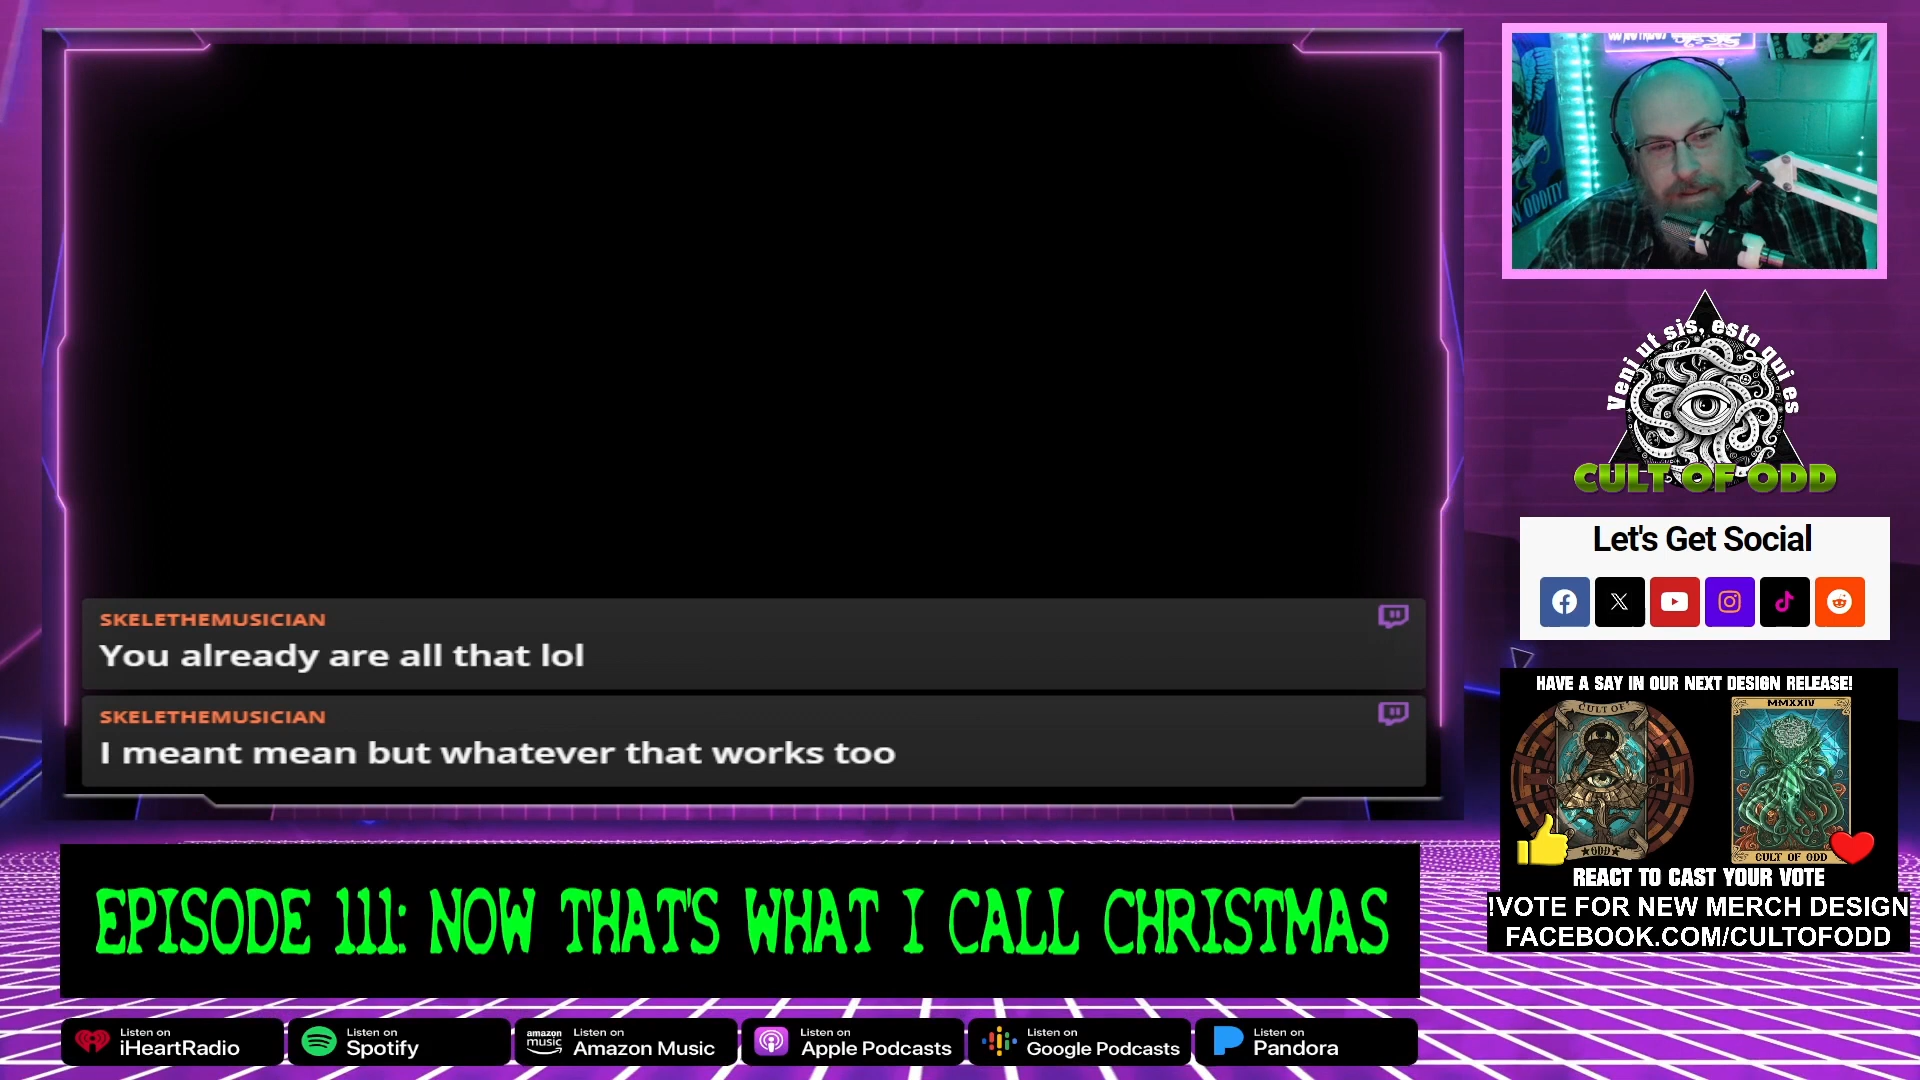 SKELETHEMUSICIAN
You already are all that lol
SKELETHEMUSICIAN
I meant mean but whatever that works too
EPISODE 111: NOW THAT'S WHAT I CALL CHRISTMAS
Listen on
iHeartRadio
Listen on
Spotify
amazon
music
Listen on
Amazon Music
Listen on
Apple Podcasts
Listen on
Google Podcasts
Listen on
Pandora
N ODDITY
Veni ut sis, esto qui es
CULT OF ODD
Let's Get Social
HAVE A SAY IN OUR NEXT DESIGN RELEASE!
CULT OF
ODD
MMXXIV
CULT OF ODD
REACT TO CAST YOUR VOTE
!VOTE FOR NEW MERCH DESIGN
FACEBOOK.COM/CULTOFODD